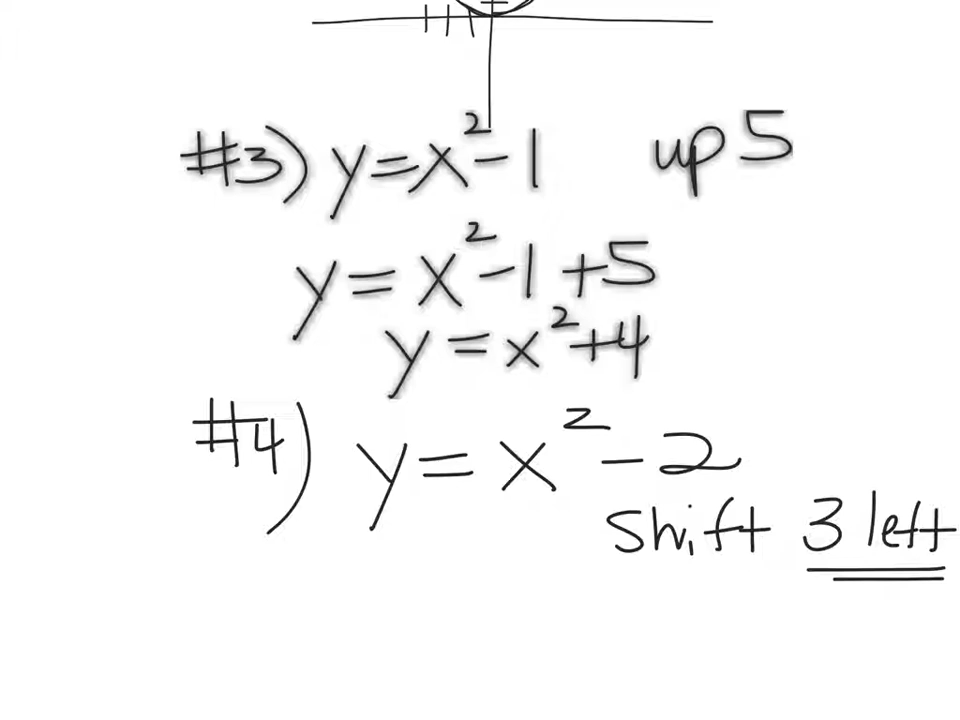 #3) y=x²-1 up 5
y=x²-1+5
y=x²+4
#4) y=x²-2
Shift 3 left